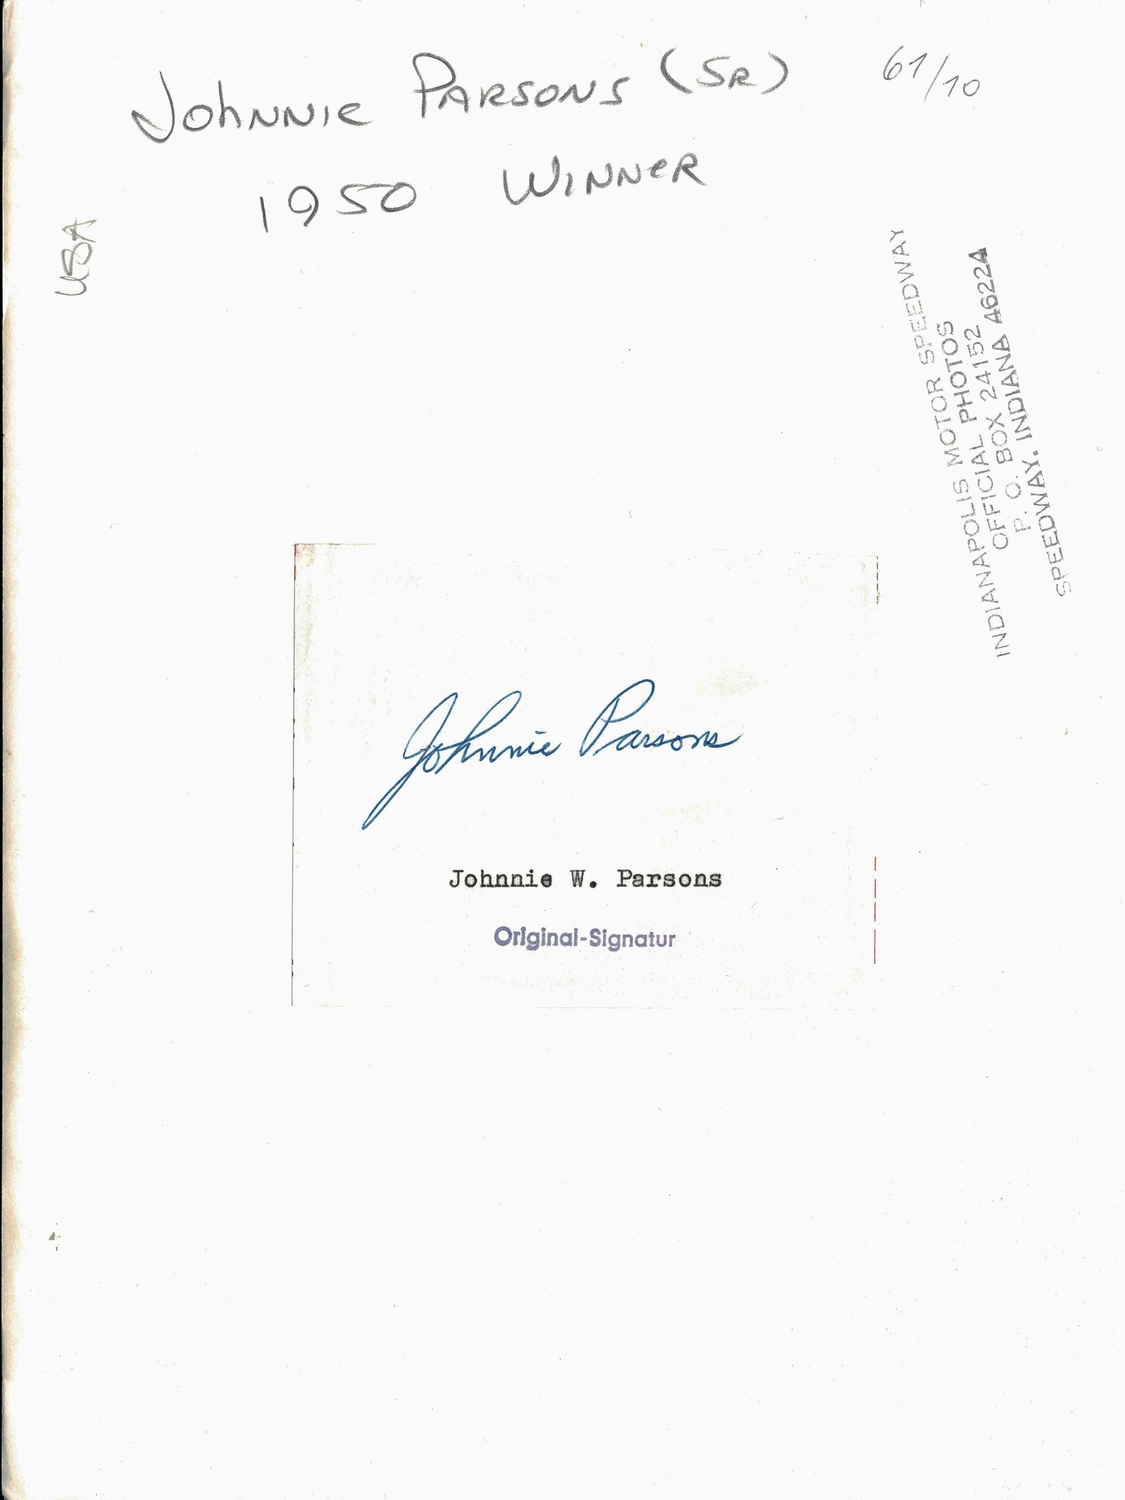 Johnnie Parsons (Sr)
61/10
1950 Winner
USA
INDIANAPOLIS MOTOR SPEEDWAY
OFFICIAL PHOTOS
P. O. BOX 24152
SPEEDWAY, INDIANA 46224
Johnnie Parsons
Johnnie W. Parsons
Original-Signatur